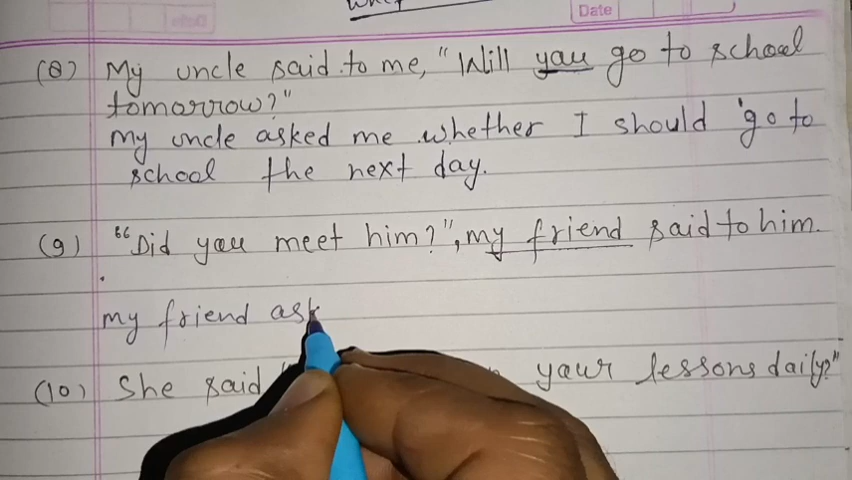 Date
(8) My uncle said to me, "Will you go to school
tomorrow?"
My uncle asked me whether I should go to
school the next day.
(9) "Did you meet him?", my friend said to him.
my friend ask
(10) She said your lessons daily?"